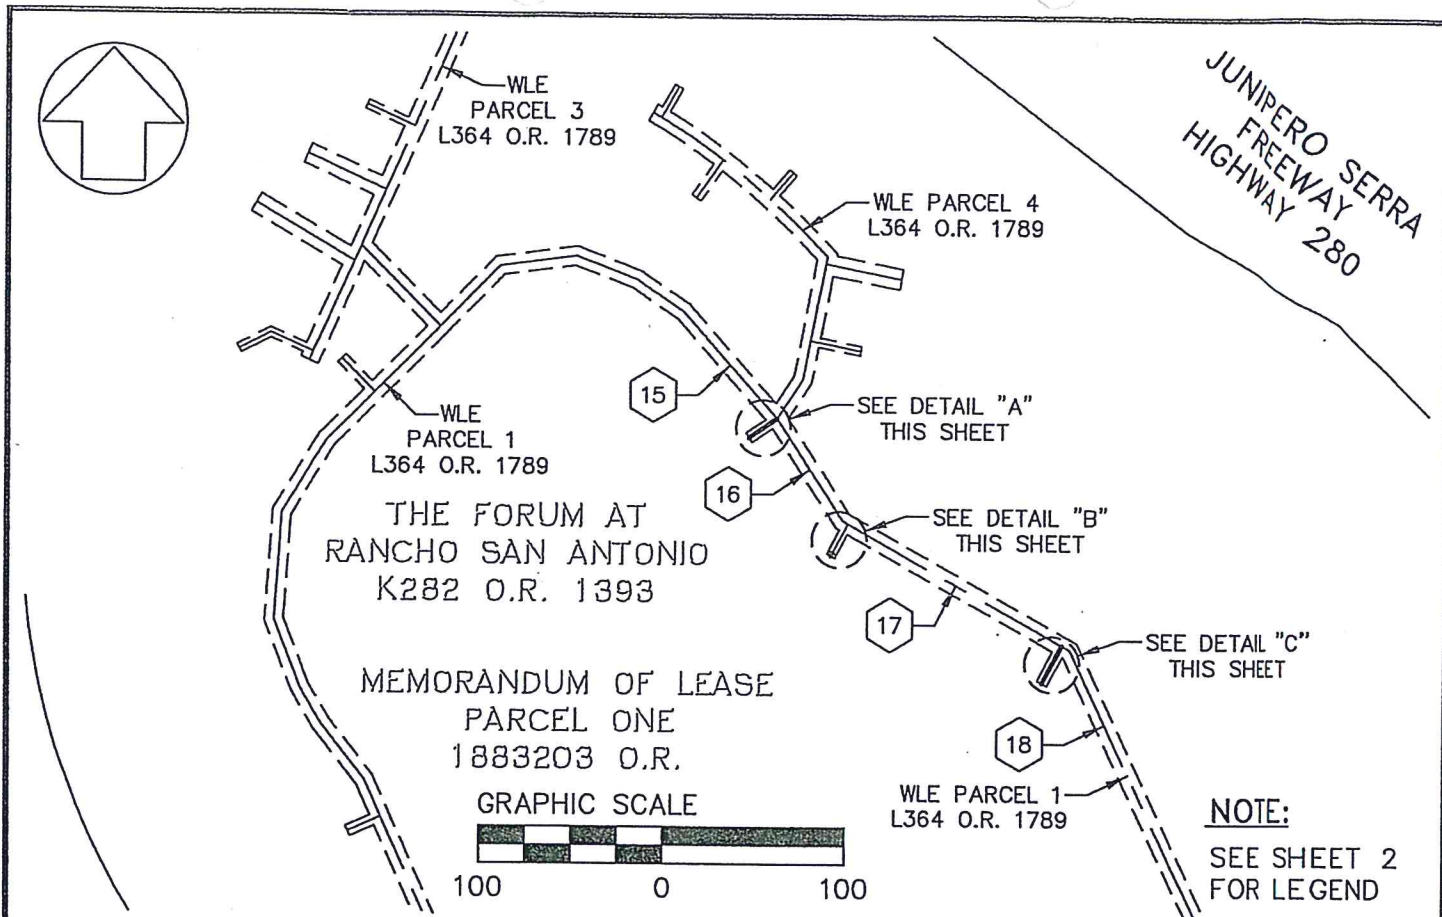 WLE
PARCEL 3
L364 O.R. 1789
JUNIPERO SERRA
FREEWAY
HIGHWAY 280
WLE PARCEL 4
L364 O.R. 1789
15
SEE DETAIL "A"
THIS SHEET
WLE
PARCEL 1
L364 O.R. 1789
16
THE FORUM AT
RANCHO SAN ANTONIO
K282 O.R. 1393
SEE DETAIL "B"
THIS SHEET
17
SEE DETAIL "C"
THIS SHEET
MEMORANDUM OF LEASE
PARCEL ONE
1883203 O.R.
18
WLE PARCEL 1
L364 O.R. 1789
GRAPHIC SCALE
100 0 100
NOTE:
SEE SHEET 2
FOR LEGEND